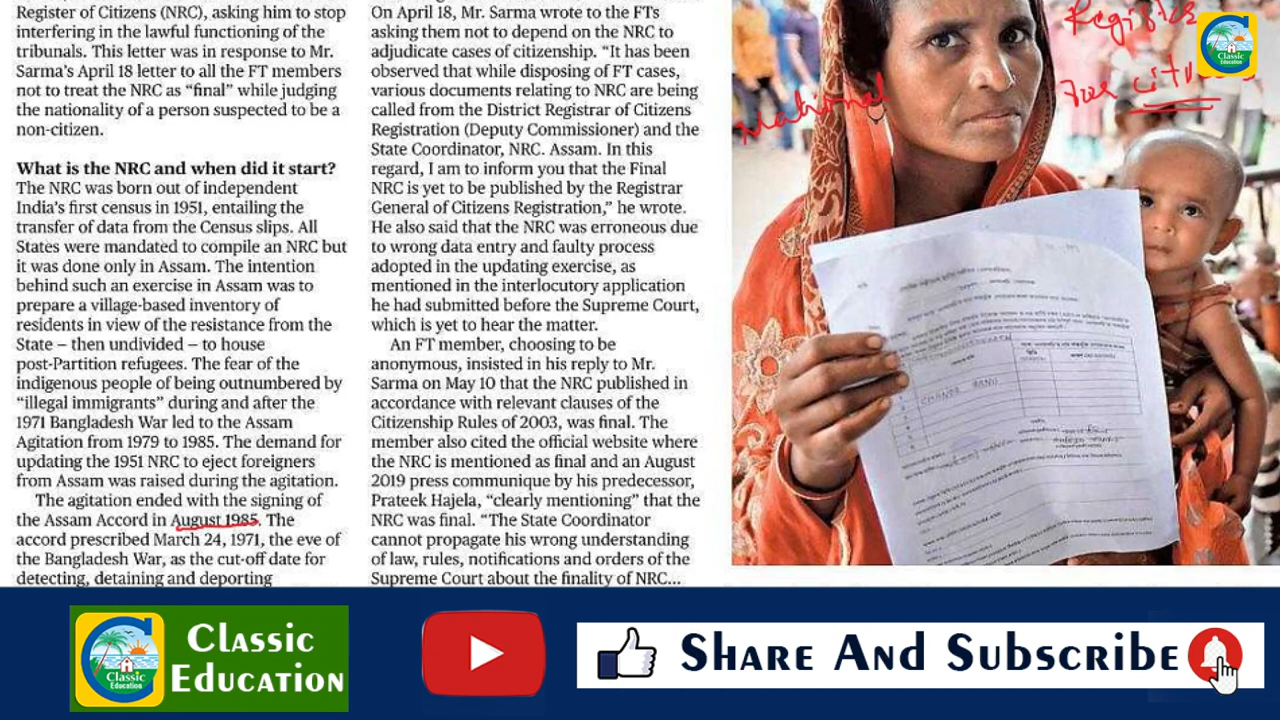 Register of Citizens (NRC), asking him to stop
interfering in the lawful functioning of the
tribunals. This letter was in response to Mr.
Sarma's April 18 letter to all the FT members
not to treat the NRC as "final" while judging
the nationality of a person suspected to be a
non-citizen.
What is the NRC and when did it start?
The NRC was born out of independent
India's first census in 1951, entailing the
transfer of data from the Census slips. All
States were mandated to compile an NRC but
it was done only in Assam. The intention
behind such an exercise in Assam was to
prepare a village-based inventory of
residents in view of the resistance from the
State – then undivided – to house
post-Partition refugees. The fear of the
indigenous people of being outnumbered by
"illegal immigrants" during and after the
1971 Bangladesh War led to the Assam
Agitation from 1979 to 1985. The demand for
updating the 1951 NRC to eject foreigners
from Assam was raised during the agitation.
The agitation ended with the signing of
the Assam Accord in August 1985. The
accord prescribed March 24, 1971, the eve of
the Bangladesh War, as the cut-off date for
detecting, detaining and deporting
On April 18, Mr. Sarma wrote to the FTs
asking them not to depend on the NRC to
adjudicate cases of citizenship. "It has been
observed that while disposing of FT cases,
various documents relating to NRC are being
called from the District Registrar of Citizens
Registration (Deputy Commissioner) and the
State Coordinator, NRC. Assam. In this
regard, I am to inform you that the Final
NRC is yet to be published by the Registrar
General of Citizens Registration," he wrote.
He also said that the NRC was erroneous due
to wrong data entry and faulty process
adopted in the updating exercise, as
mentioned in the interlocutory application
he had submitted before the Supreme Court,
which is yet to hear the matter.
An FT member, choosing to be
anonymous, insisted in his reply to Mr.
Sarma on May 10 that the NRC published in
accordance with relevant clauses of the
Citizenship Rules of 2003, was final. The
member also cited the official website where
the NRC is mentioned as final and an August
2019 press communique by his predecessor,
Prateek Hajela, "clearly mentioning" that the
NRC was final. "The State Coordinator
cannot propagate his wrong understanding
of law, rules, notifications and orders of the
Supreme Court about the finality of NRC...
National
Register
for
Classic
Education
Classic
Education
Classic
Education
Share And Subscribe